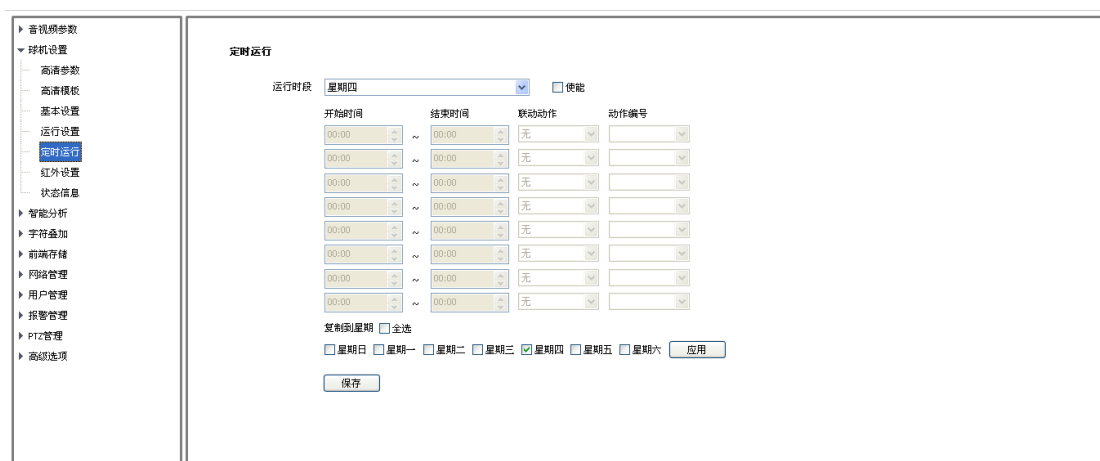 音视频参数
球机设置
高清参数
高清模板
基本设置
运行设置
定时运行
红外设置
状态信息
智能分析
字符叠加
前端存储
网络管理
用户管理
报警管理
PTZ管理
高级选项
定时运行
运行时段 星期四 使能
开始时间 结束时间 联动动作 动作编号
00:00 ~ 00:00 无
00:00 ~ 00:00 无
00:00 ~ 00:00 无
00:00 ~ 00:00 无
00:00 ~ 00:00 无
00:00 ~ 00:00 无
00:00 ~ 00:00 无
00:00 ~ 00:00 无
复制到星期 全选
星期日 星期一 星期二 星期三 星期四 星期五 星期六 应用
保存